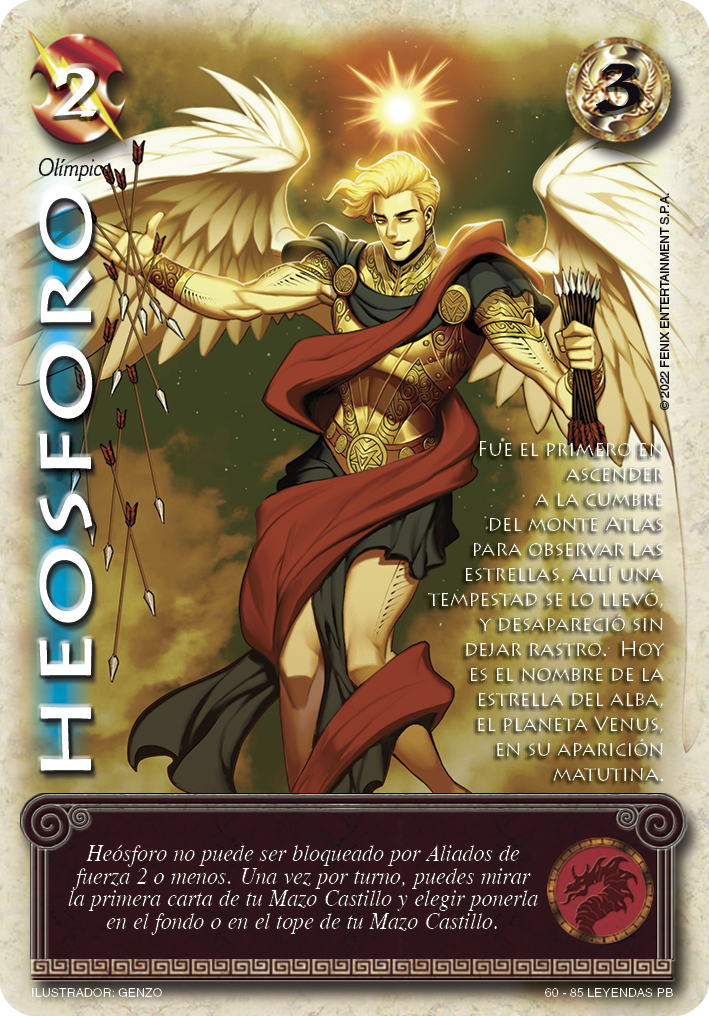 2
3
Olímpico
HEOSFORO
© 2022 FENIX ENTERTAINMENT S.P.A.
Fue el primero en
ascender
a la cumbre
del monte Atlas
para observar las
estrellas. Allí una
tempestad se lo llevó,
y desapareció sin
dejar rastro. Hoy
es el nombre de la
estrella del alba,
el planeta Venus,
en su aparición
matutina.
Heósforo no puede ser bloqueado por Aliados de
fuerza 2 o menos. Una vez por turno, puedes mirar
la primera carta de tu Mazo Castillo y elegir ponerla
en el fondo o en el tope de tu Mazo Castillo.
ILUSTRADOR: GENZO
60 - 85 LEYENDAS PB